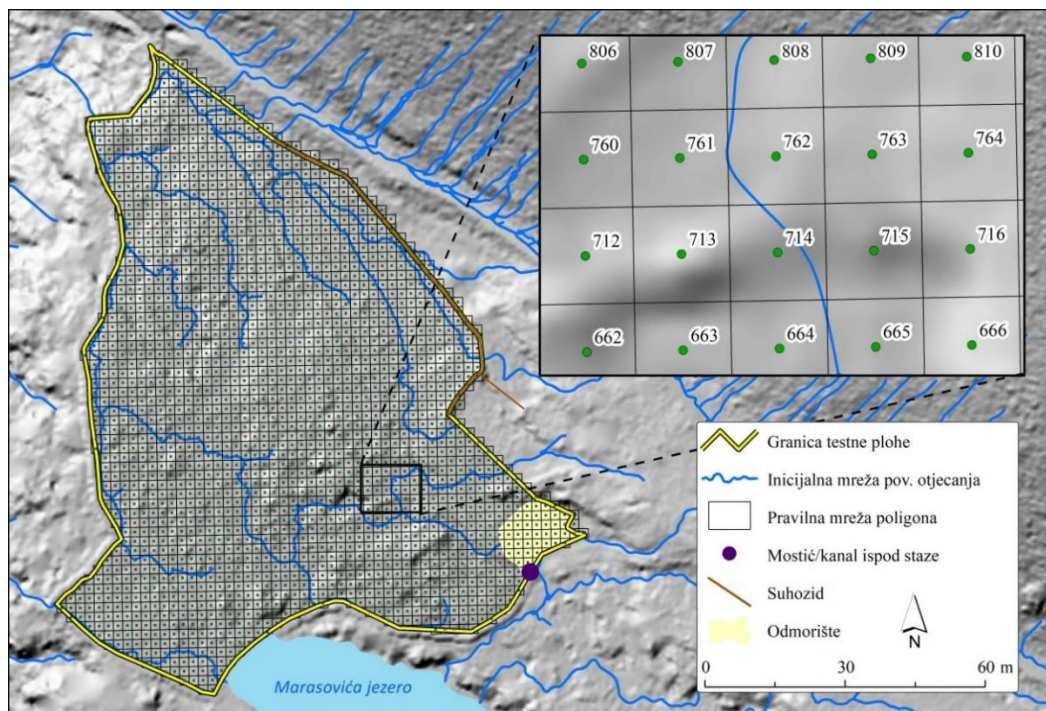 806 807 808 809 810
760 761 762 763 764
712 713 714 715 716
662 663 664 665 666
Granica testne plohe
Inicijalna mreža pov. otjecanja
Pravilna mreža poligona
Mostić/kanal ispod staze
Suhozid
Odmorište
N
0 30 60 m
Marasovića jezero